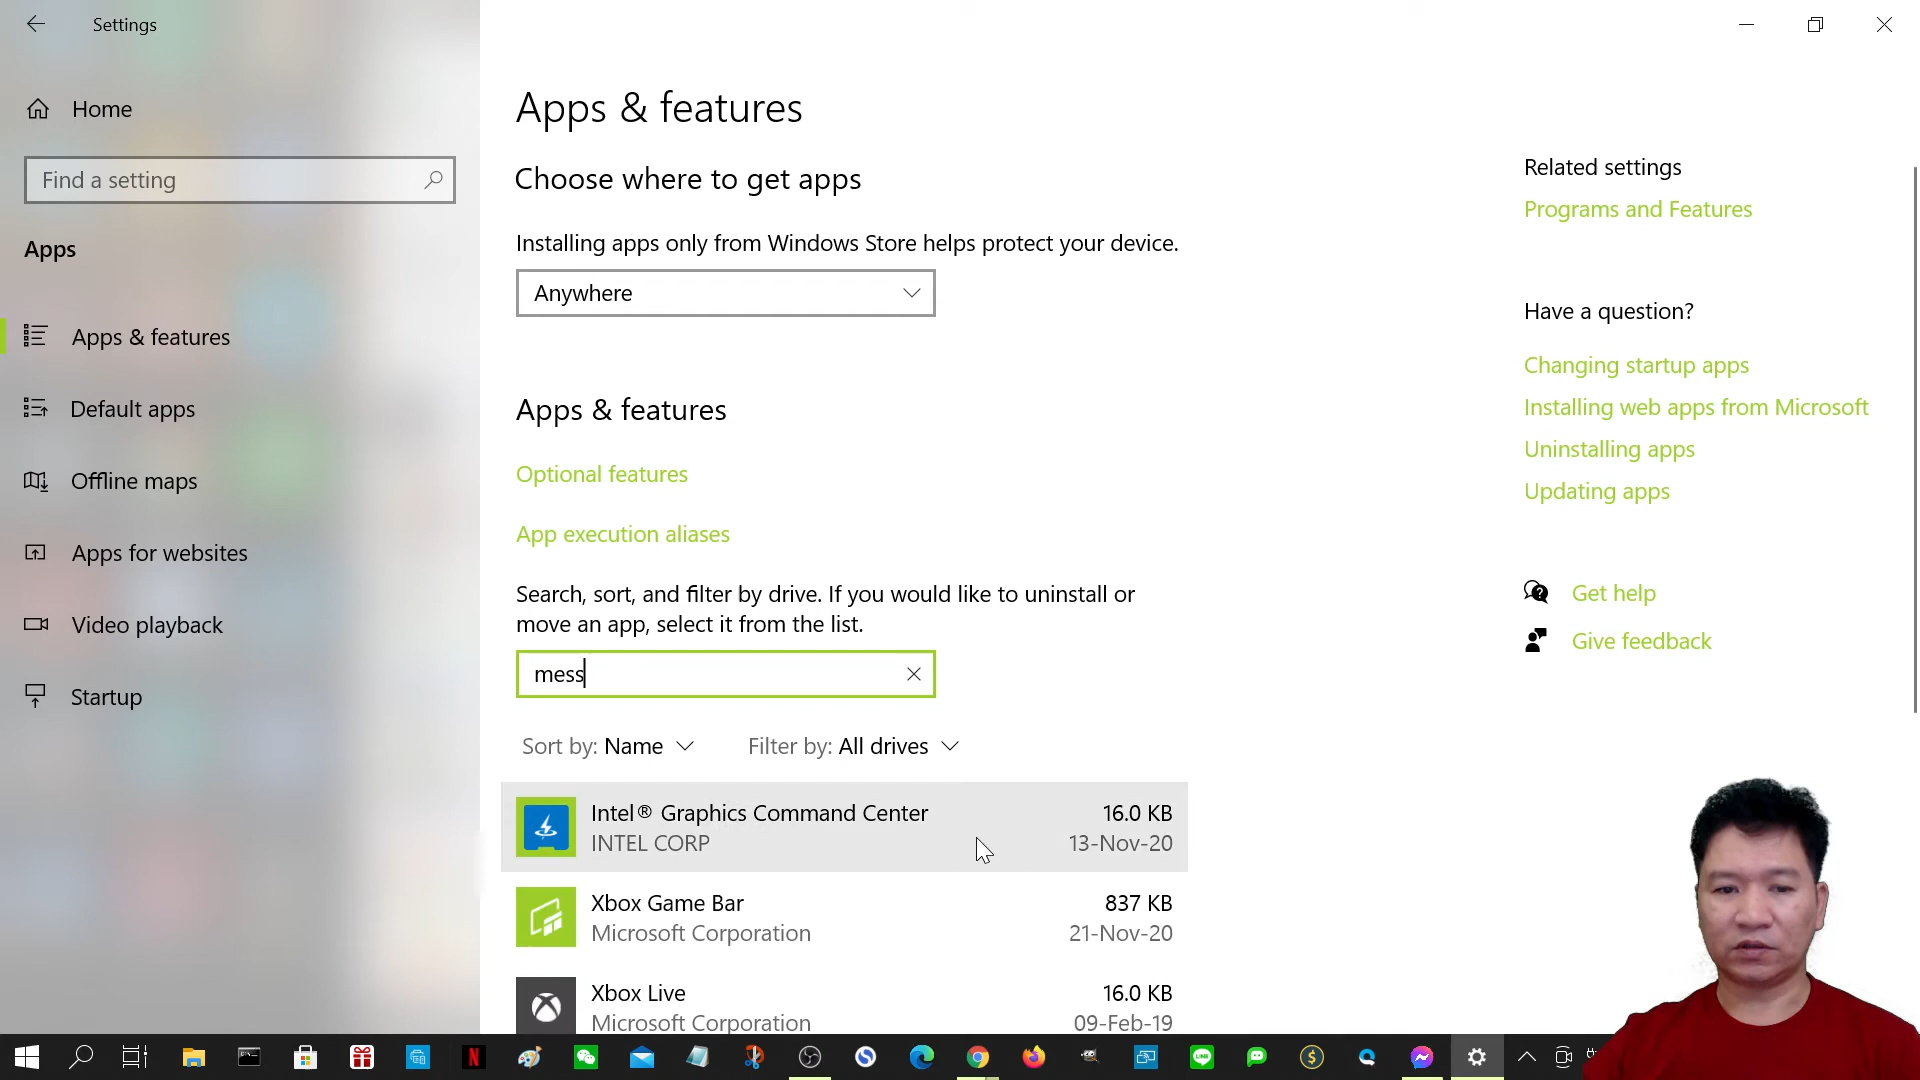 Settings
Home
Find a setting
Apps
Apps & features
Default apps
Offline maps
Apps for websites
Video playback
Startup
Apps & features
Choose where to get apps
Installing apps only from Windows Store helps protect your device.
Anywhere
Apps & features
Optional features
App execution aliases
Search, sort, and filter by drive. If you would like to uninstall or
move an app, select it from the list.
mess
Sort by: Name
Filter by: All drives
Intel® Graphics Command Center 16.0 KB
INTEL CORP 13-Nov-20
Xbox Game Bar 837 KB
Microsoft Corporation 21-Nov-20
Xbox Live 16.0 KB
Microsoft Corporation 09-Feb-19
Related settings
Programs and Features
Have a question?
Changing startup apps
Installing web apps from Microsoft
Uninstalling apps
Updating apps
Get help
Give feedback